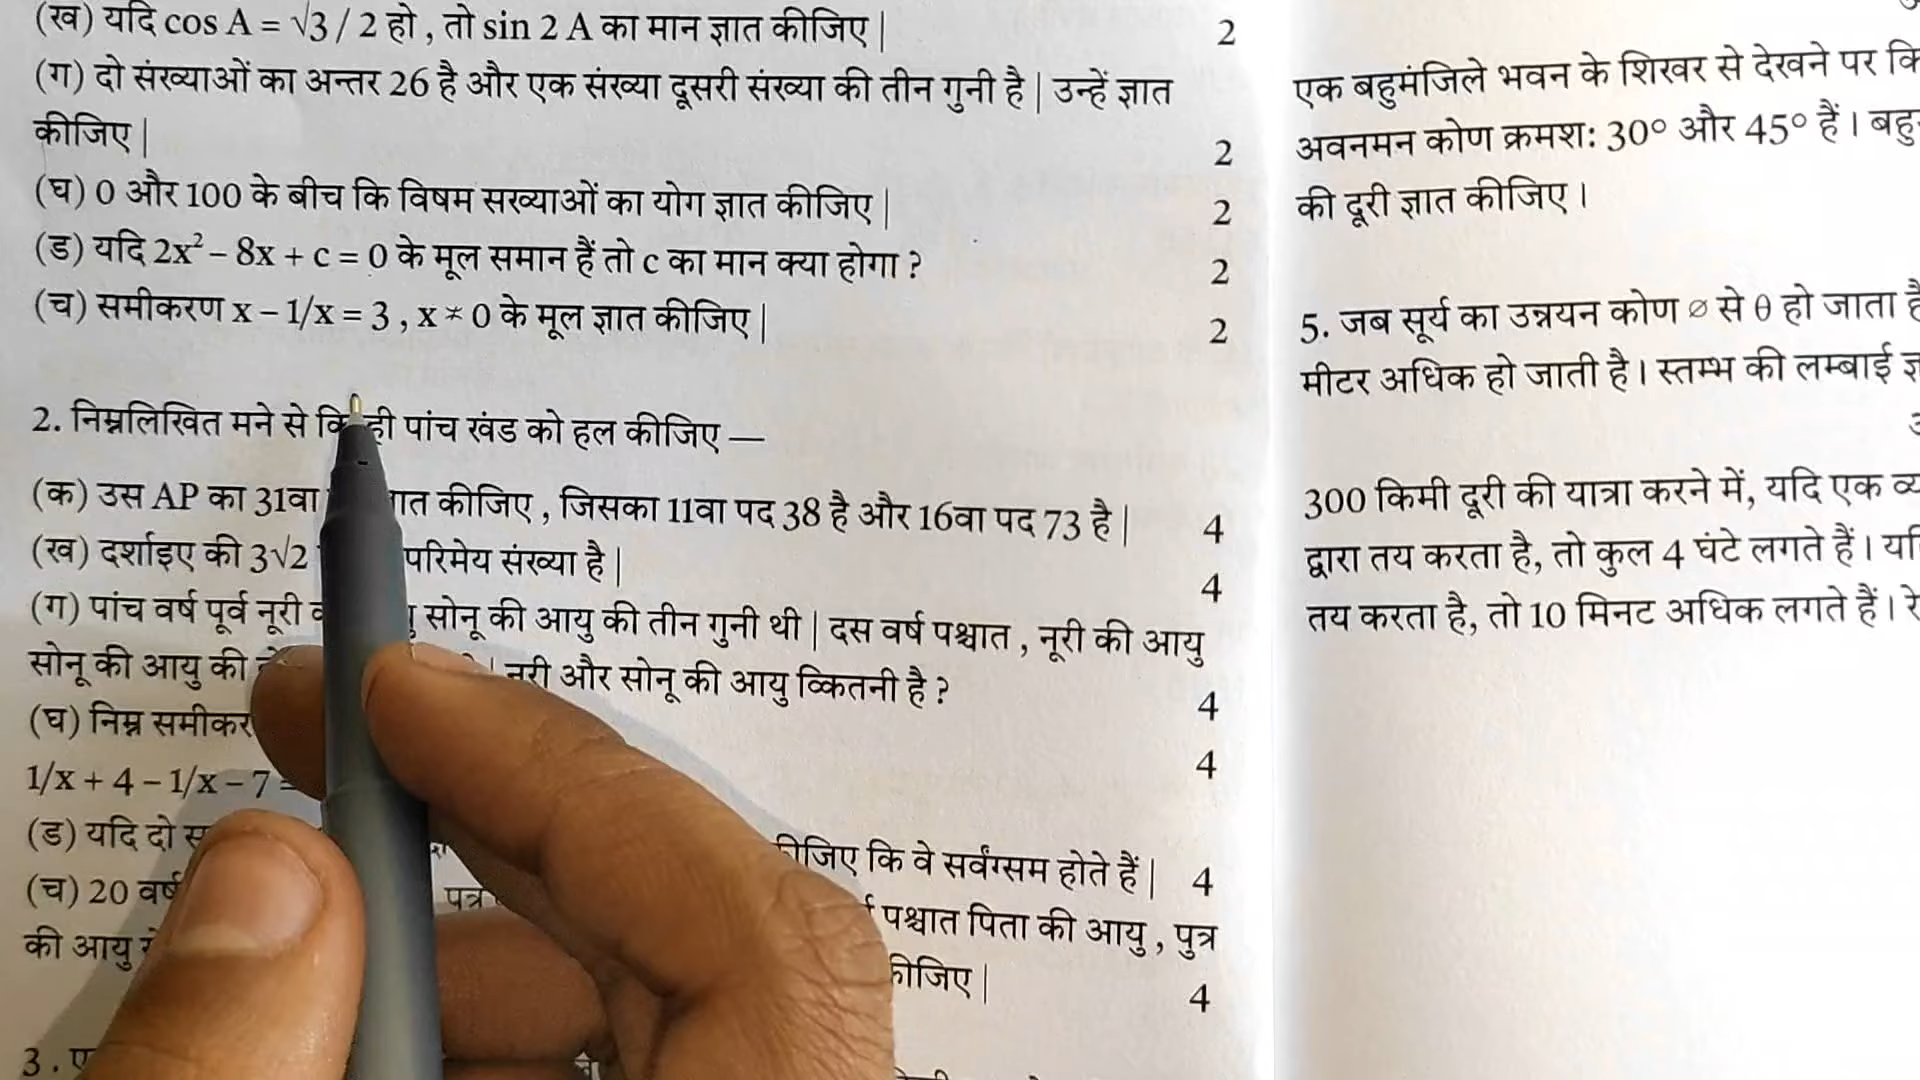 (ख) यदि cos A = √3 / 2 हो , तो sin 2 A का मान ज्ञात कीजिए | 2
(ग) दो संख्याओं का अन्तर 26 है और एक संख्या दूसरी संख्या की तीन गुनी है | उन्हें ज्ञात
कीजिए | 2
(घ) 0 और 100 के बीच कि विषम सख्याओं का योग ज्ञात कीजिए | 2
(ड) यदि 2x² – 8x + c = 0 के मूल समान हैं तो c का मान क्या होगा ? 2
(च) समीकरण x – 1/x = 3 , x ≠ 0 के मूल ज्ञात कीजिए | 2
2. निम्नलिखित मने से ही पांच खंड को हल कीजिए —
(क) उस AP का 31वा कीजिए , जिसका 11वा पद 38 है और 16वा पद 73 है | 4
(ख) दर्शाइए की 3√2 परिमेय संख्या है | 4
(ग) पांच वर्ष पूर्व नूरी सोनू की आयु की तीन गुनी थी | दस वर्ष पश्चात , नूरी की आयु
सोनू की आयु की नूरी और सोनू की आयु व्कितनी है ? 4
(घ) निम्न 4
1/x + 4 – 1/x – 7 =
(ड) यदि दो कि वे सर्वंग्सम होते हैं | 4
(च) 20 वर्ष पुत्र पश्चात पिता की आयु , पुत्र
की आयु 4
3 .
एक बहुमंजिले भवन के शिखर से देखने पर
अवनमन कोण क्रमश: 30° और 45° हैं ।
की दूरी ज्ञात कीजिए ।
5. जब सूर्य का उन्नयन कोण ∅ से θ हो जाता
मीटर अधिक हो जाती है । स्तम्भ की लम्बाई
300 किमी दूरी की यात्रा करने में, यदि एक
द्वारा तय करता है, तो कुल 4 घंटे लगते हैं ।
तय करता है, तो 10 मिनट अधिक लगते हैं ।